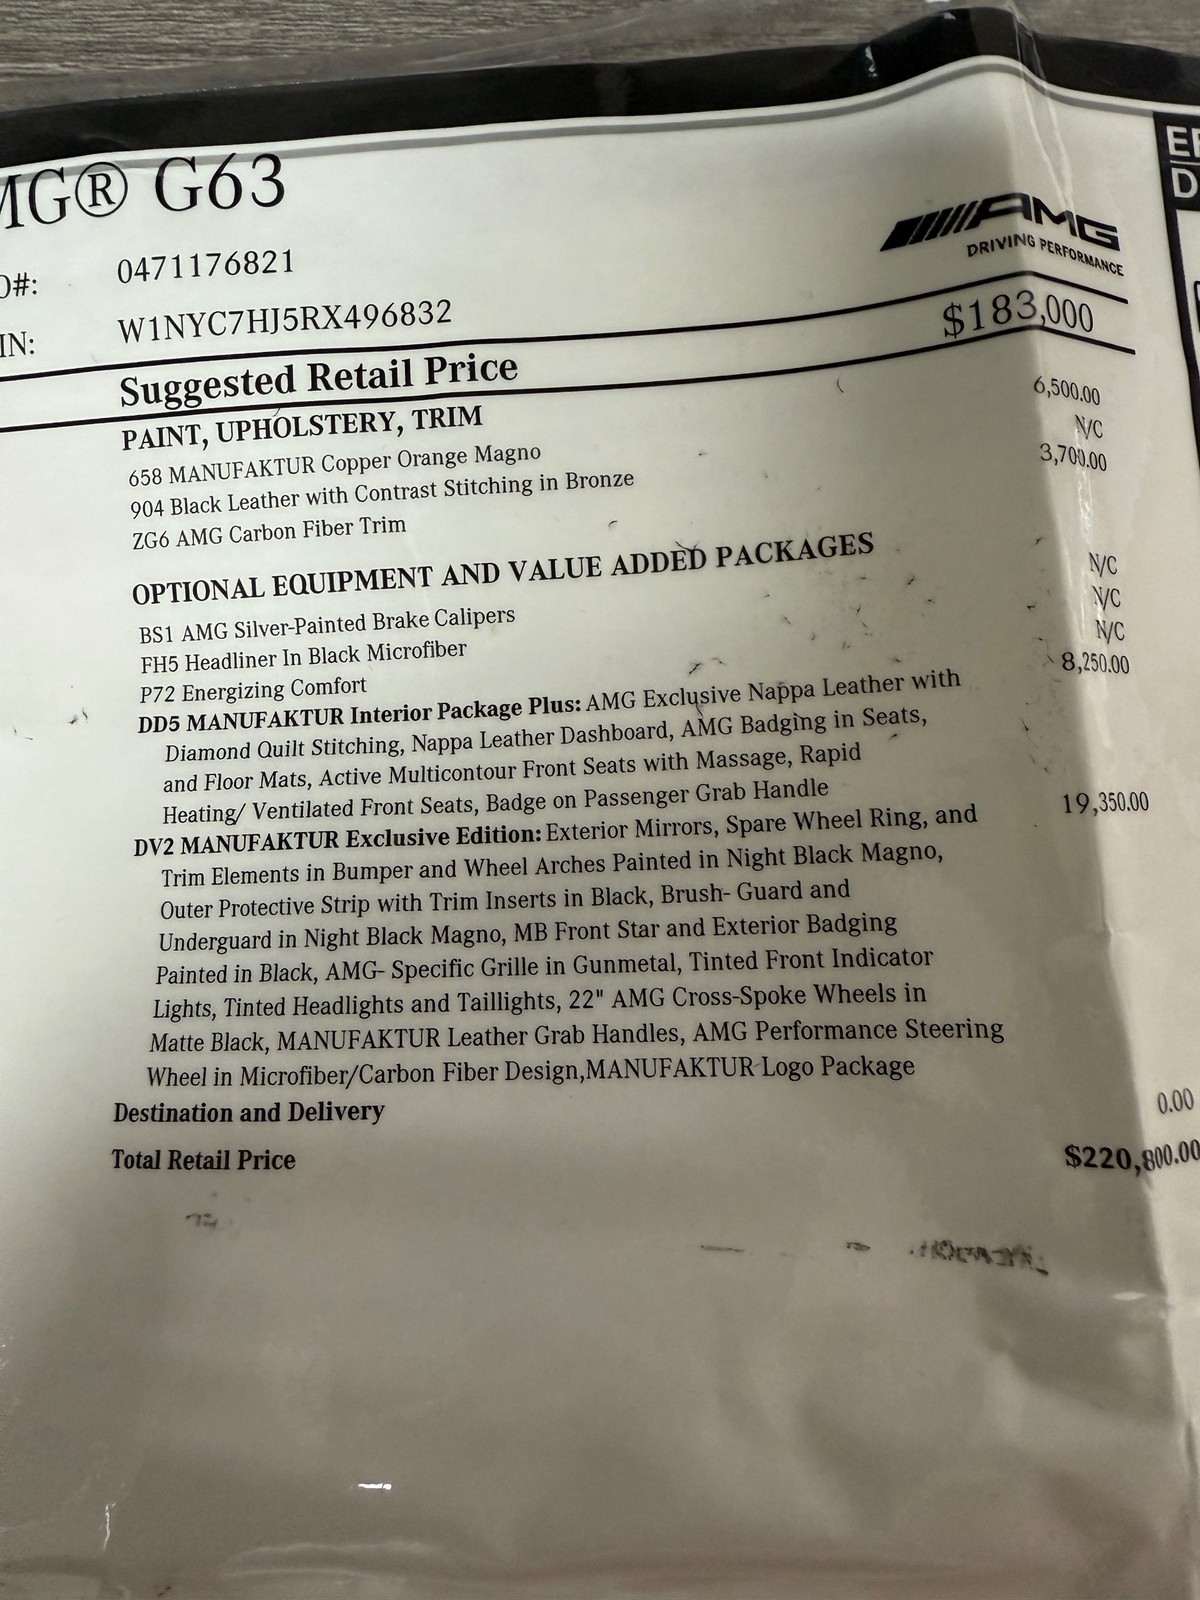 MG® G63
AMG
DRIVING PERFORMANCE
O#: 0471176821
IN: W1NYC7HJ5RX496832
Suggested Retail Price $183,000
PAINT, UPHOLSTERY, TRIM
658 MANUFAKTUR Copper Orange Magno 6,500.00
904 Black Leather with Contrast Stitching in Bronze N/C
ZG6 AMG Carbon Fiber Trim 3,700.00
OPTIONAL EQUIPMENT AND VALUE ADDED PACKAGES
BS1 AMG Silver-Painted Brake Calipers N/C
FH5 Headliner In Black Microfiber N/C
P72 Energizing Comfort N/C
DD5 MANUFAKTUR Interior Package Plus: AMG Exclusive Nappa Leather with 8,250.00
Diamond Quilt Stitching, Nappa Leather Dashboard, AMG Badging in Seats,
and Floor Mats, Active Multicontour Front Seats with Massage, Rapid
Heating/ Ventilated Front Seats, Badge on Passenger Grab Handle
DV2 MANUFAKTUR Exclusive Edition: Exterior Mirrors, Spare Wheel Ring, and 19,350.00
Trim Elements in Bumper and Wheel Arches Painted in Night Black Magno,
Outer Protective Strip with Trim Inserts in Black, Brush- Guard and
Underguard in Night Black Magno, MB Front Star and Exterior Badging
Painted in Black, AMG- Specific Grille in Gunmetal, Tinted Front Indicator
Lights, Tinted Headlights and Taillights, 22" AMG Cross-Spoke Wheels in
Matte Black, MANUFAKTUR Leather Grab Handles, AMG Performance Steering
Wheel in Microfiber/Carbon Fiber Design,MANUFAKTUR Logo Package
Destination and Delivery 0.00
Total Retail Price $220,800.00